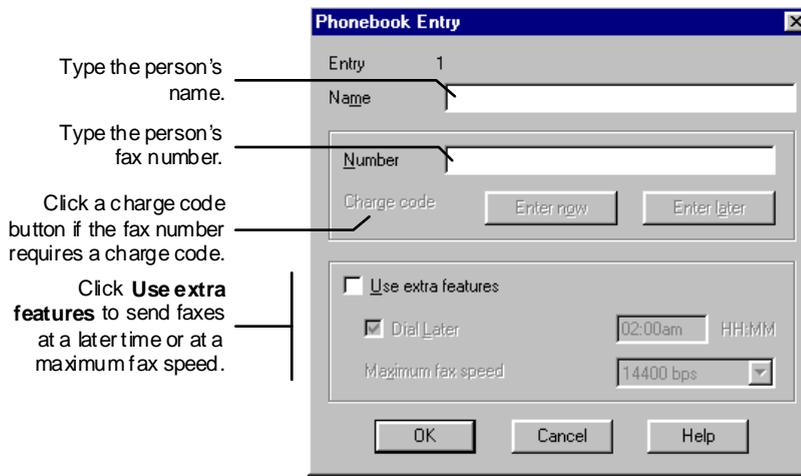 Phonebook Entry
Entry 1
Type the person's
name.
Name
Type the person's
fax number.
Number
Click a charge code
button if the fax number
requires a charge code.
Charge code Enter now Enter later
Click Use extra
features to send faxes
at a later time or at a
maximum fax speed.
Use extra features
Dial Later 02:00am HH:MM
Maximum fax speed 14400 bps
OK Cancel Help